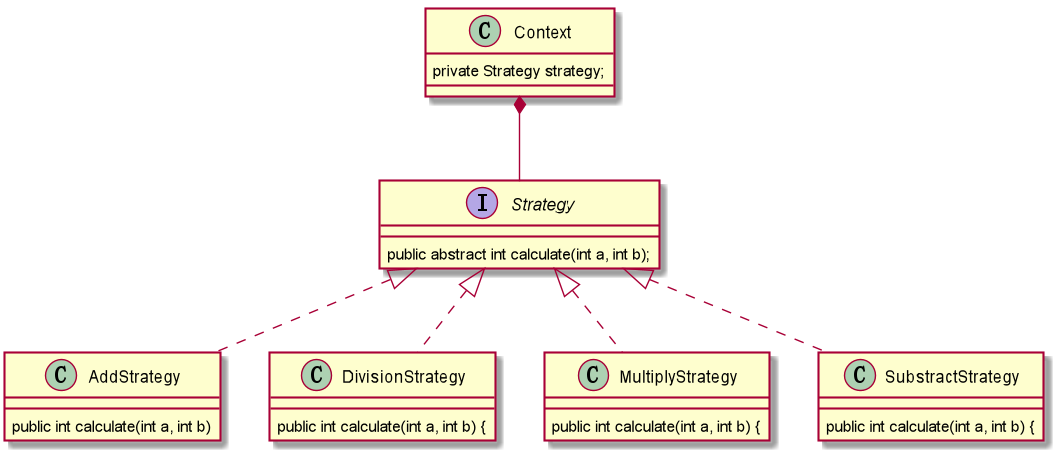 C Context
private Strategy strategy;
I Strategy
public abstract int calculate(int a, int b);
C AddStrategy
public int calculate(int a, int b)
C DivisionStrategy
public int calculate(int a, int b) {
C MultiplyStrategy
public int calculate(int a, int b) {
C SubstractStrategy
public int calculate(int a, int b) {